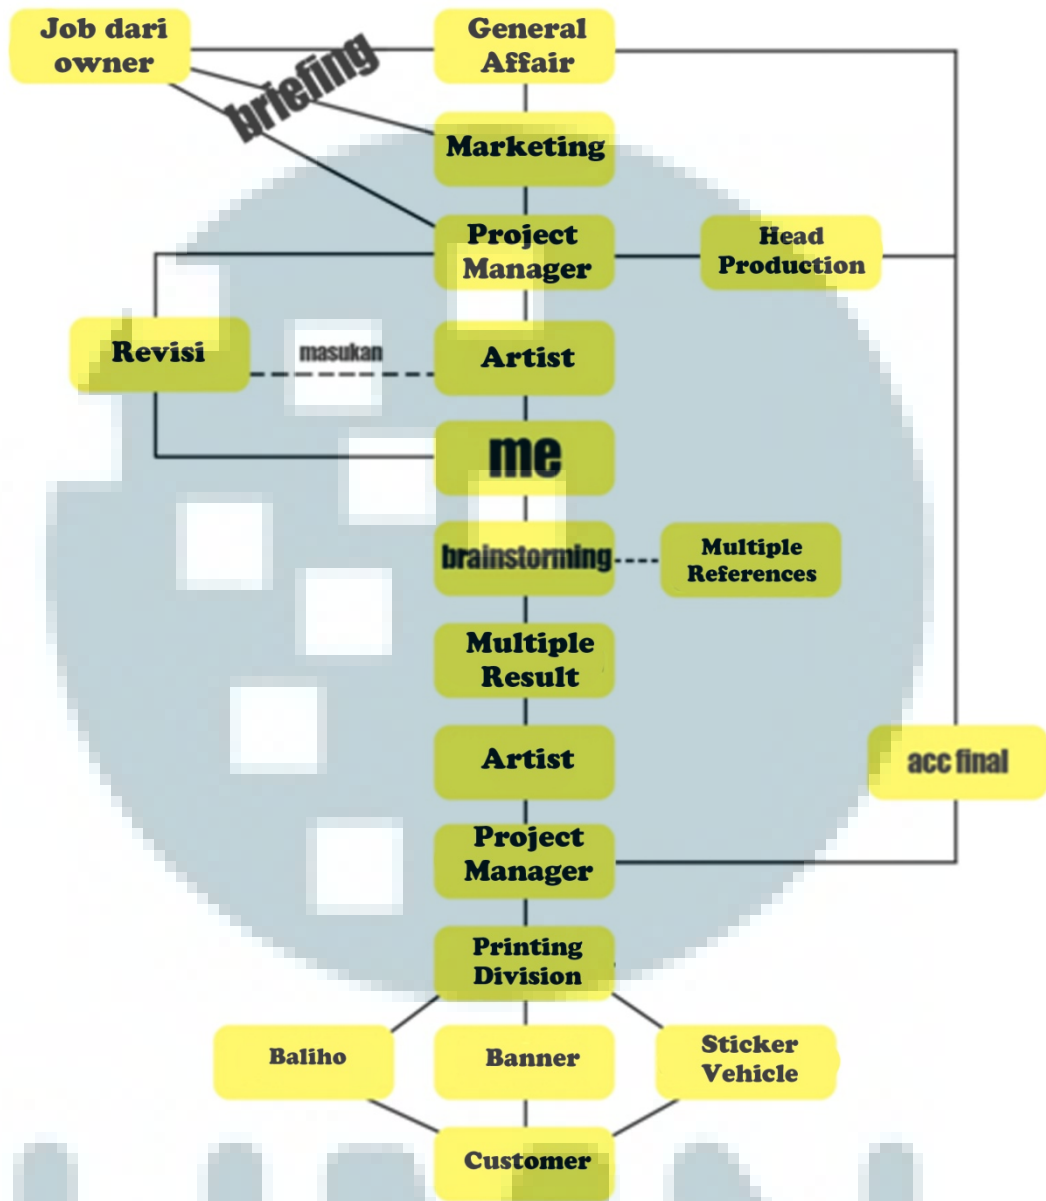 Job dari
owner
briefing
General
Affair
Marketing
Project
Manager
Head
Production
Revisi
masukan
Artist
me
brainstorming
Multiple
References
Multiple
Result
Artist
acc final
Project
Manager
Printing
Division
Baliho
Banner
Sticker
Vehicle
Customer